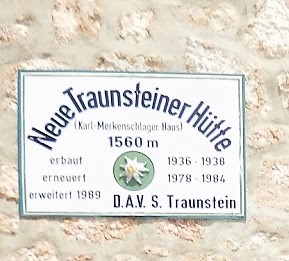 Neue Traunsteiner Hütte
(Karl-Merkenschlager-Haus)
1560 m
erbaut 1936 - 1938
erneuert 1978 - 1984
erweitert 1989
D.A.V. S. Traunstein